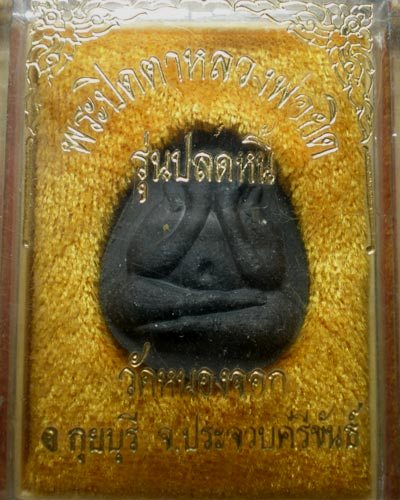 พระปิดตาหลวงพ่อยิด
รุ่นปลดหนี้
วัดหนองจอก
อ กุยบุรี จ.ประจวบคีรีขันธ์